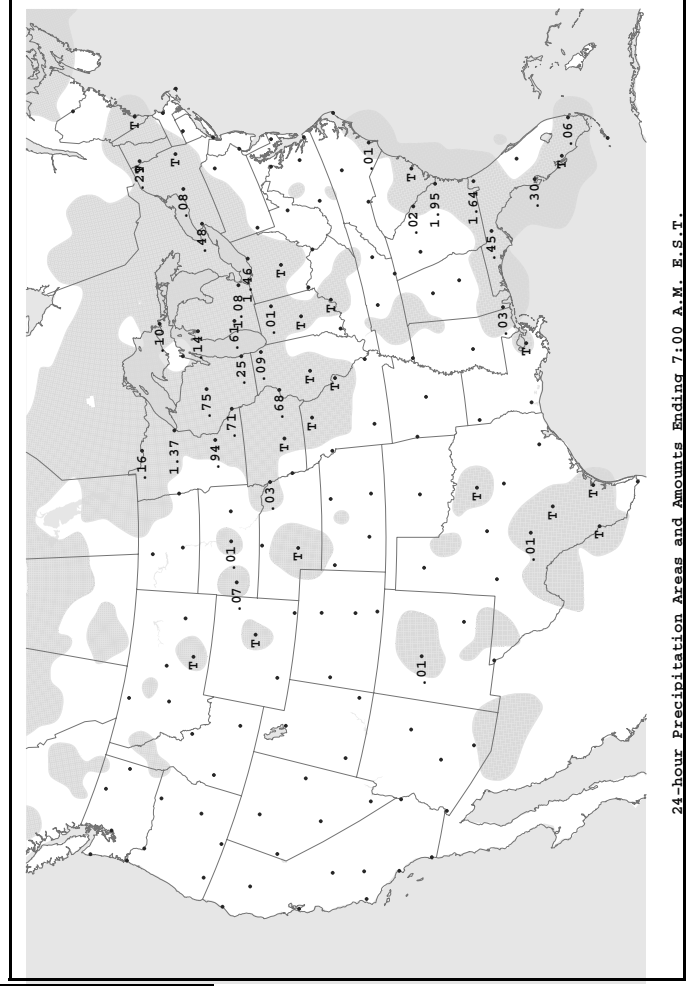 T
.16
.10
1.37
T
.08
T
.14
.48
.75
.94
.01
.71
.61
.07
1.08
.25
1.46
T
.09
.03
.01
.68
T
T
T
T
T
T
T
T
.01
T
.02
.01
1.95
1.64
T
.45
.03
T
.01
.30
T
T
.06
T
T
24-hour Precipitation Areas and Amounts Ending 7:00 A.M. E.S.T.